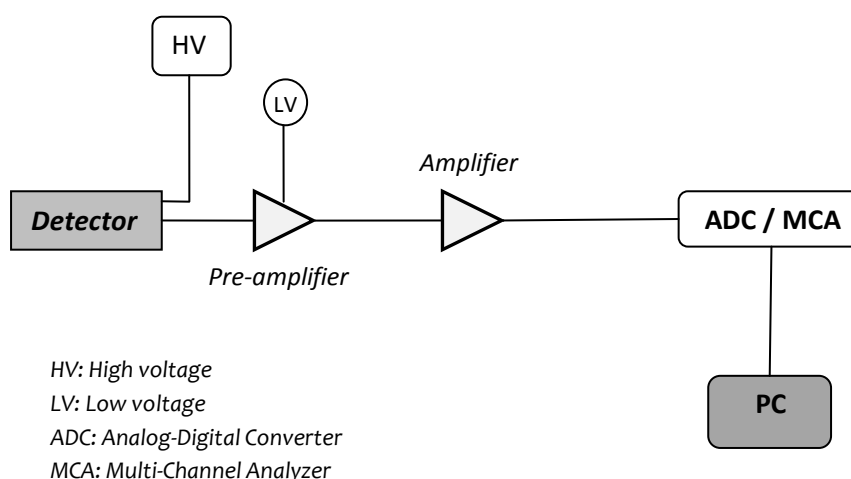 HV
LV
Amplifier
Detector
ADC / MCA
Pre-amplifier
PC
HV: High voltage
LV: Low voltage
ADC: Analog-Digital Converter
MCA: Multi-Channel Analyzer